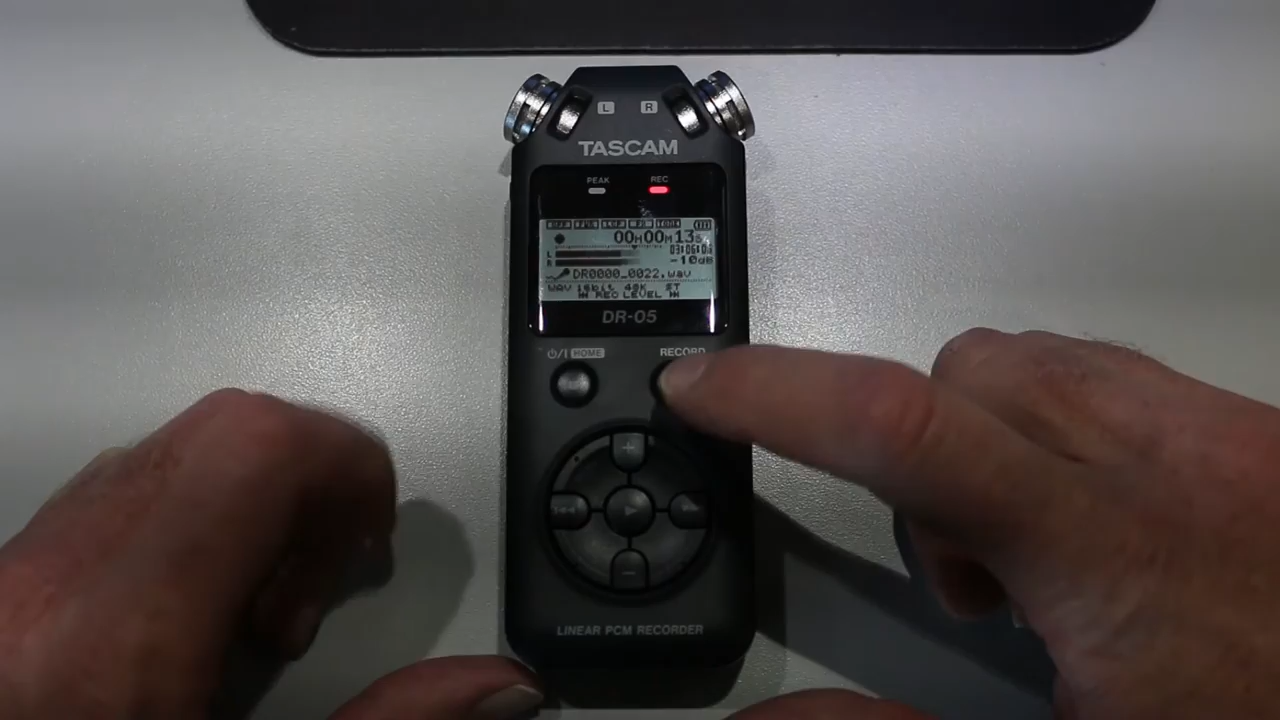 L R
TASCAM
PEAK REC
00H00M13S
-10dB
L
R
DR0000_0022.wav
WAV 16bit 48K ST
REC LEVEL
DR-05
HOME RECORD
LINEAR PCM RECORDER